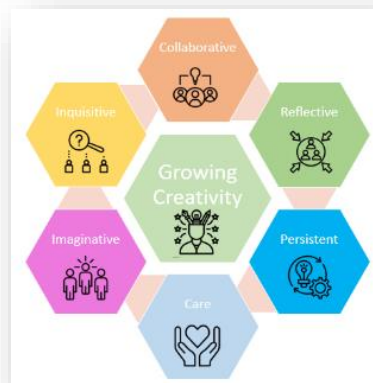 Collaborative
Inquisitive
Reflective
Growing
Creativity
Imaginative
Persistent
Care